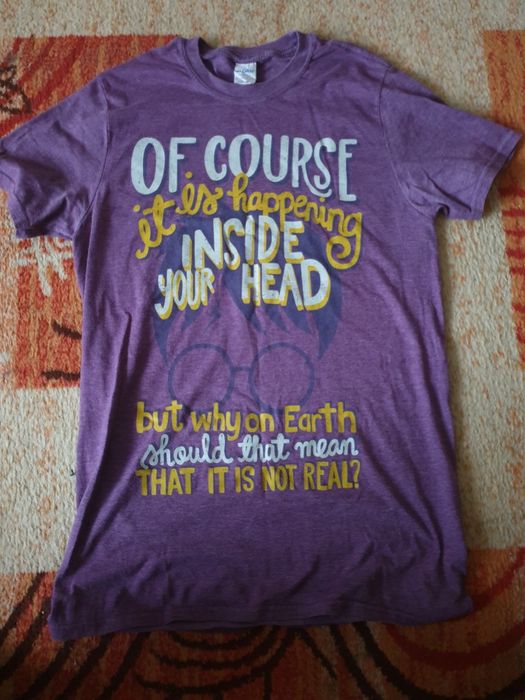 OF COURSE
it is happening
INSIDE
YOUR HEAD
but why on Earth
should that mean
THAT IT IS NOT REAL?